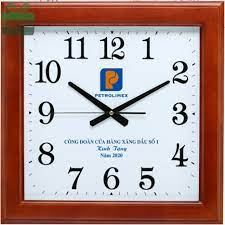 11 12 1
10 2
PETROLIMEX
9 3
CÔNG ĐOÀN CỬA HÀNG XĂNG DẦU SỐ 1
Kính Tặng
Năm 2020
8 4
7 6 5